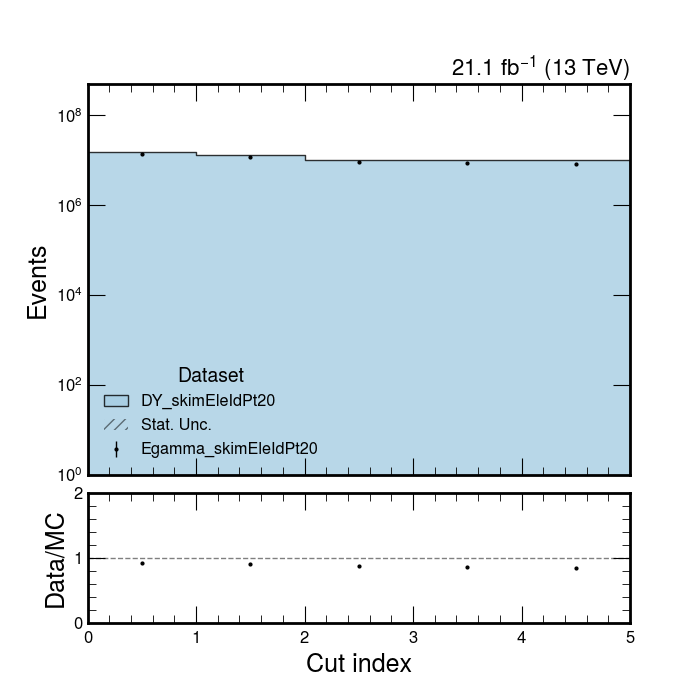 21.1 fb⁻¹ (13 TeV)
10⁸
10⁶
10⁴
10²
10⁰
Events
Dataset
DY_skimEleIdPt20
Stat. Unc.
Egamma_skimEleIdPt20
2
1
0
Data/MC
0 1 2 3 4 5
Cut index